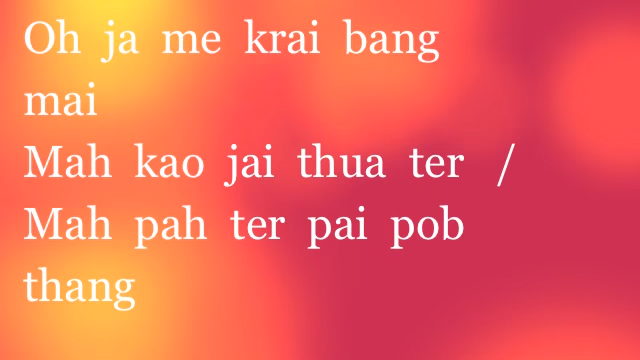 Oh ja me krai bang
mai
Mah kao jai thua ter /
Mah pah ter pai pob
thang